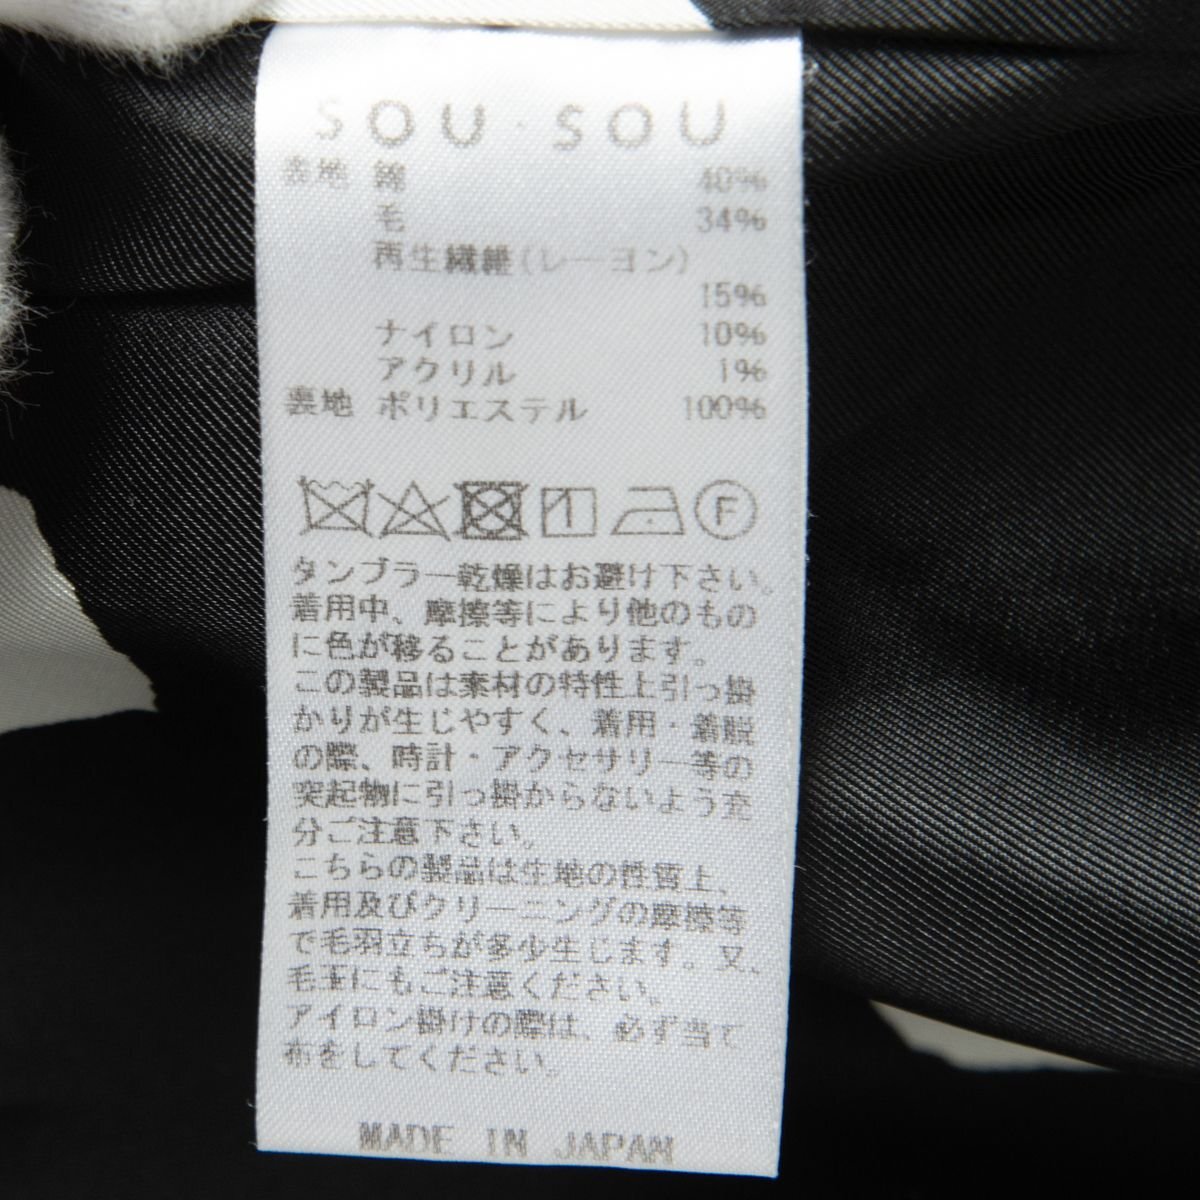 SOU・SOU
表地 綿 40%
毛 34%
再生繊維(レーヨン)
15%
ナイロン 10%
アクリル 1%
裏地 ポリエステル 100%
1 F
タンブラー乾燥はお避け下さい。
着用中、摩擦等により他のもの
に色が移ることがあります。
この製品は素材の特性上引っ掛
かりが生じやすく、着用・着脱
の際、時計・アクセサリー等の
突起物に引っ掛からないよう充
分ご注意下さい。
こちらの製品は生地の性質上、
着用及びクリーニングの摩擦等
で毛羽立ちが多少生じます。又、
毛玉にもご注意ください。
アイロン掛けの際は、必ず当て
布をしてください。
MADE IN JAPAN